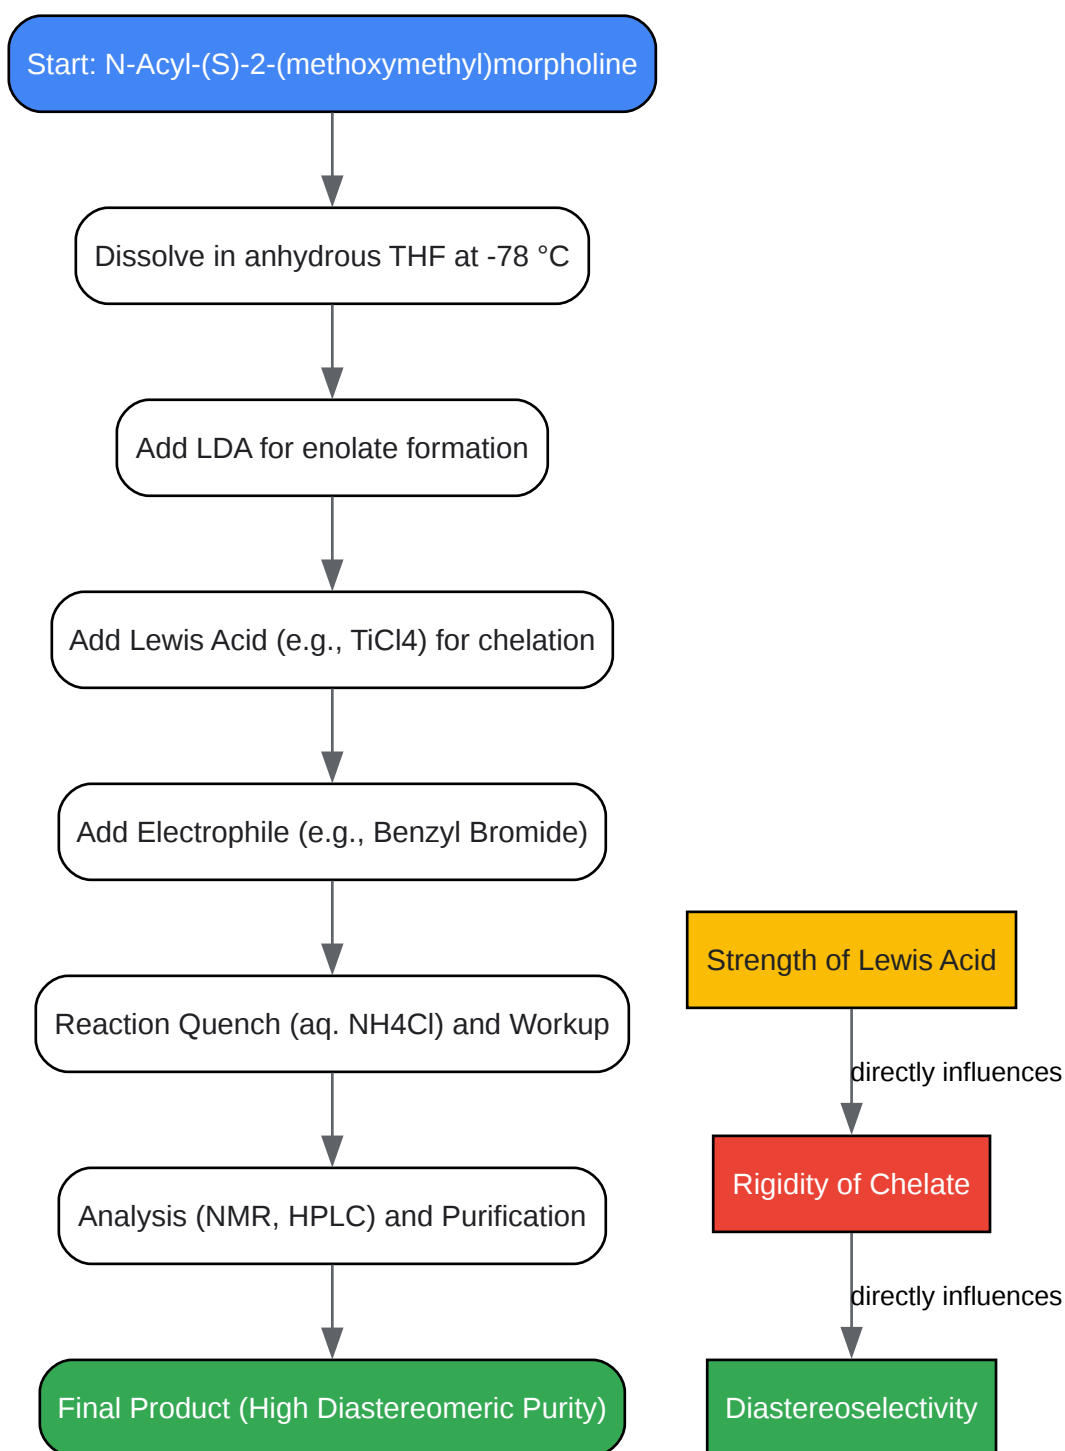 Start: N-Acyl-(S)-2-(methoxymethyl)morpholine
Dissolve in anhydrous THF at -78 °C
Add LDA for enolate formation
Add Lewis Acid (e.g., TiCl4) for chelation
Add Electrophile (e.g., Benzyl Bromide)
Reaction Quench (aq. NH4Cl) and Workup
Analysis (NMR, HPLC) and Purification
Final Product (High Diastereomeric Purity)
Strength of Lewis Acid
directly influences
Rigidity of Chelate
directly influences
Diastereoselectivity